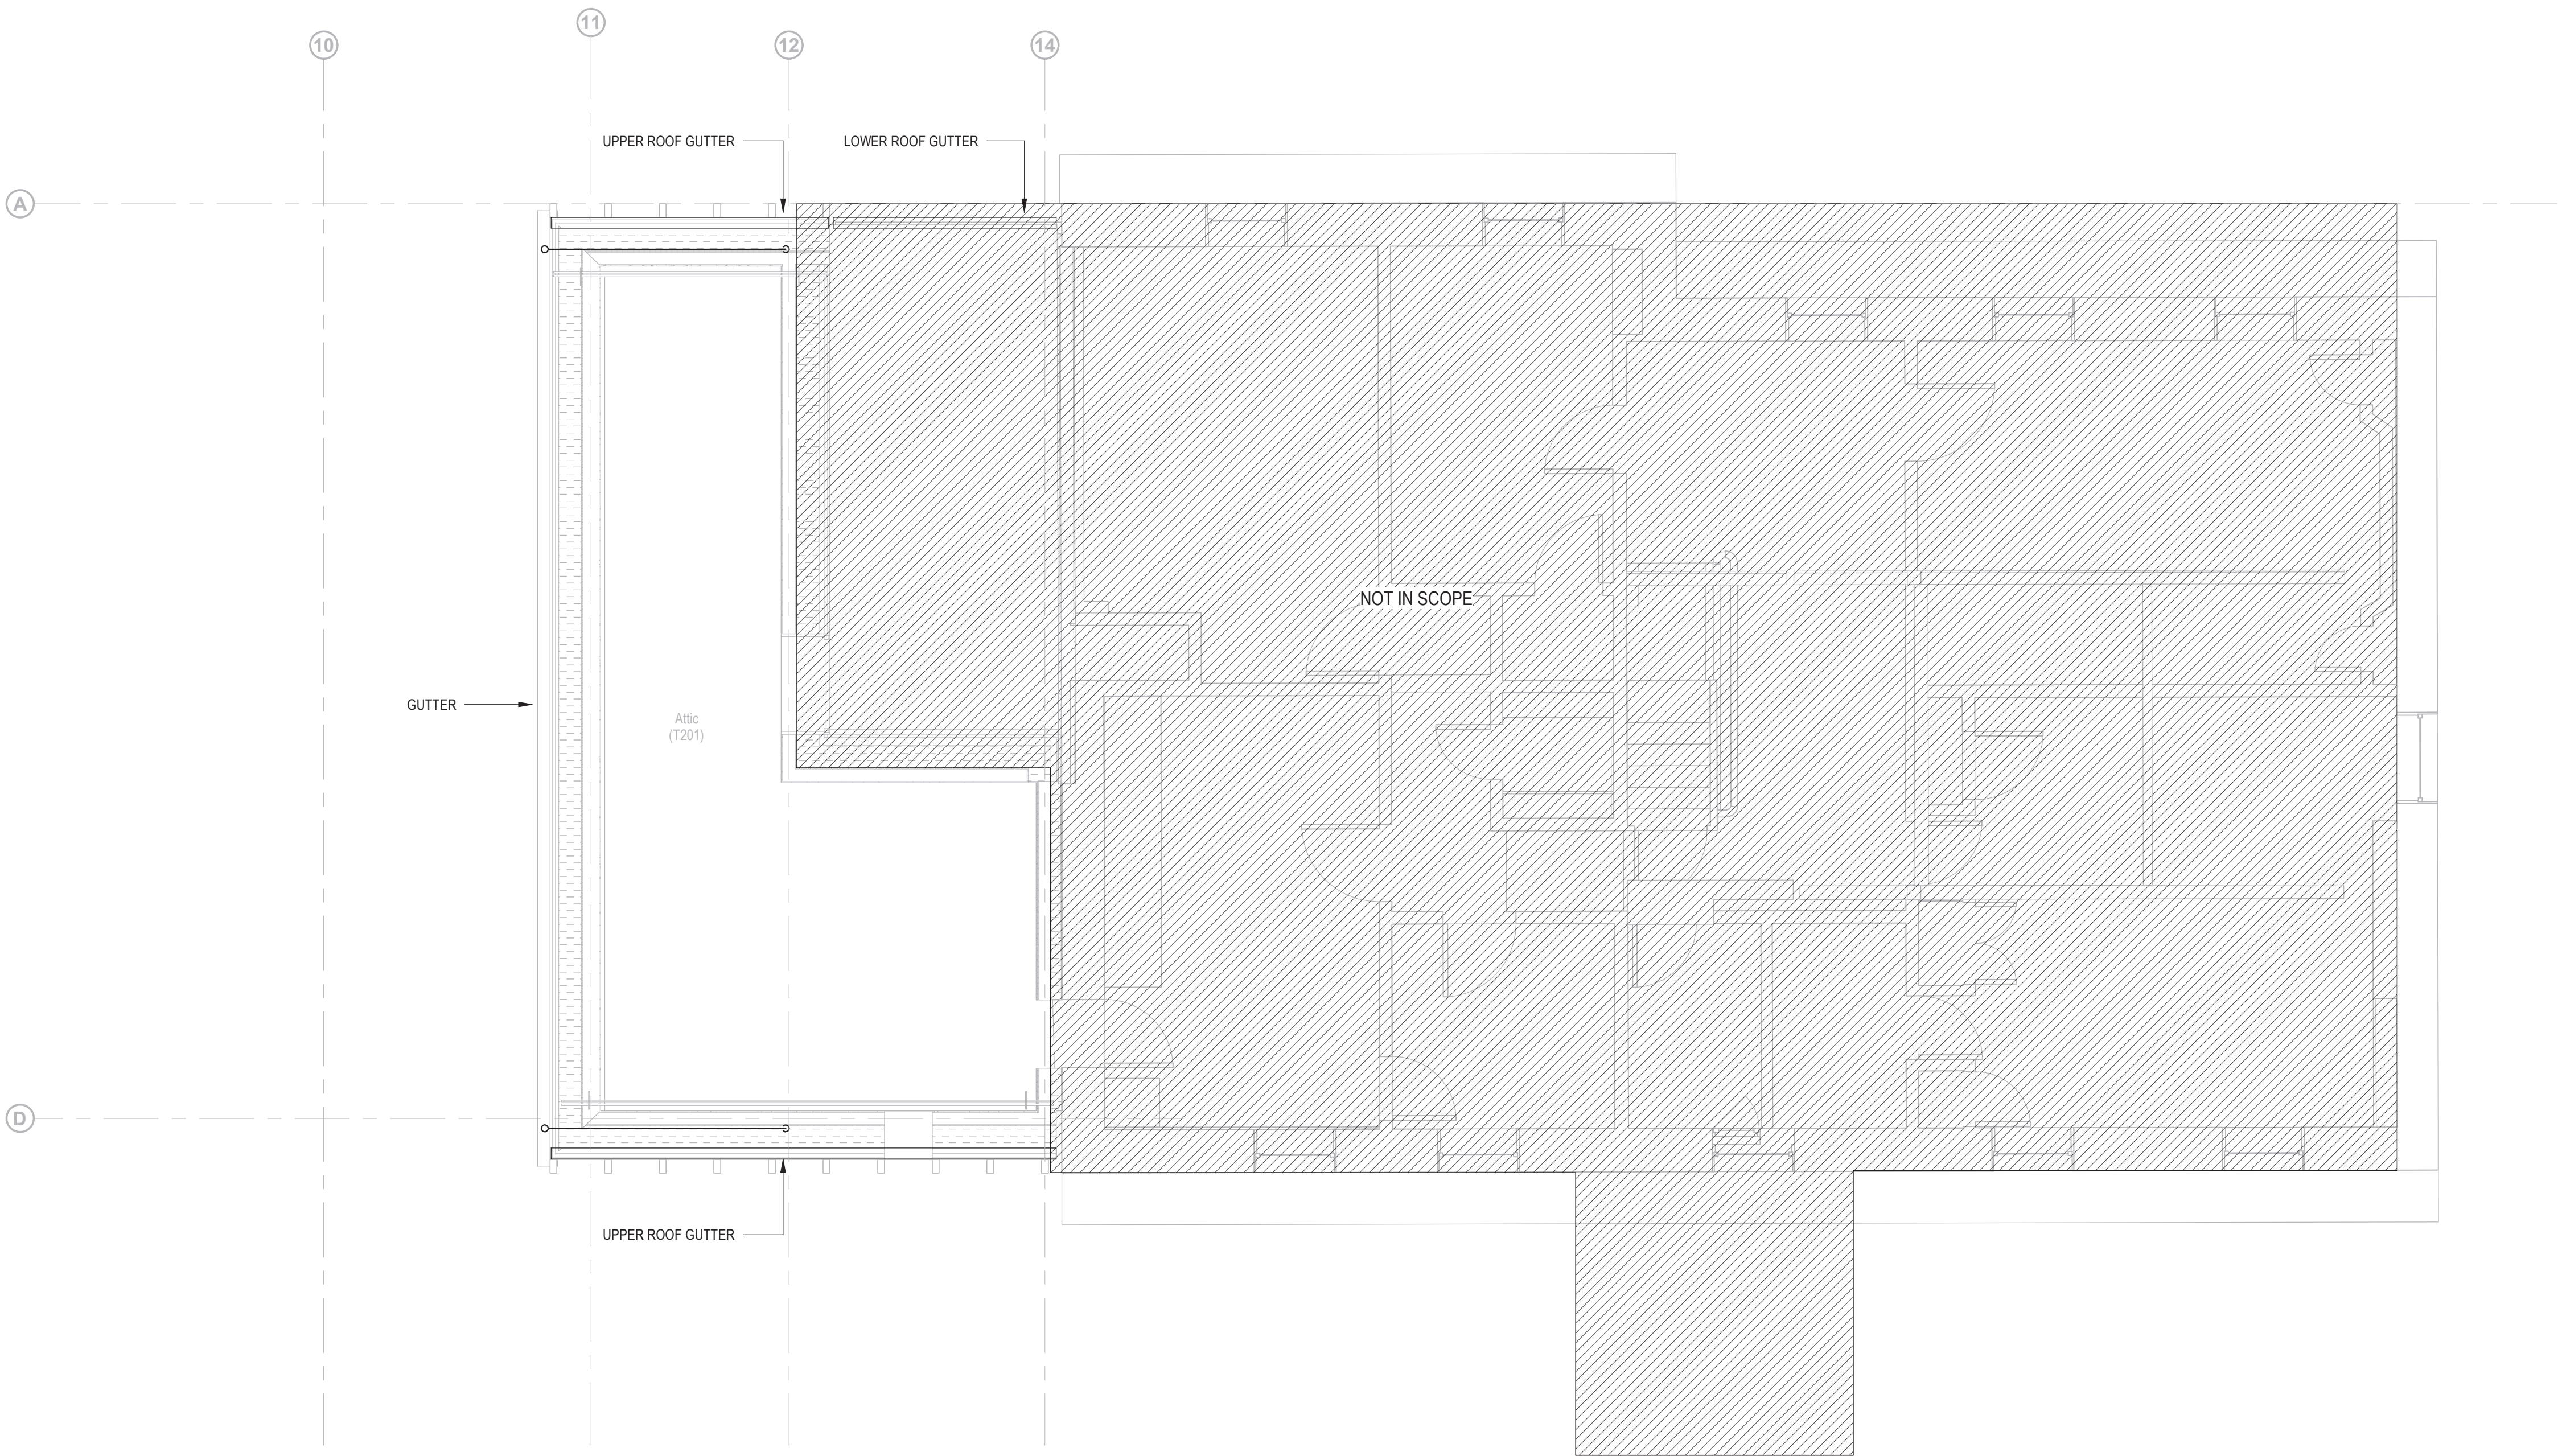 11
10
12
14
UPPER ROOF GUTTER
LOWER ROOF GUTTER
A
NOT IN SCOPE
GUTTER
Attic
(T201)
D
UPPER ROOF GUTTER